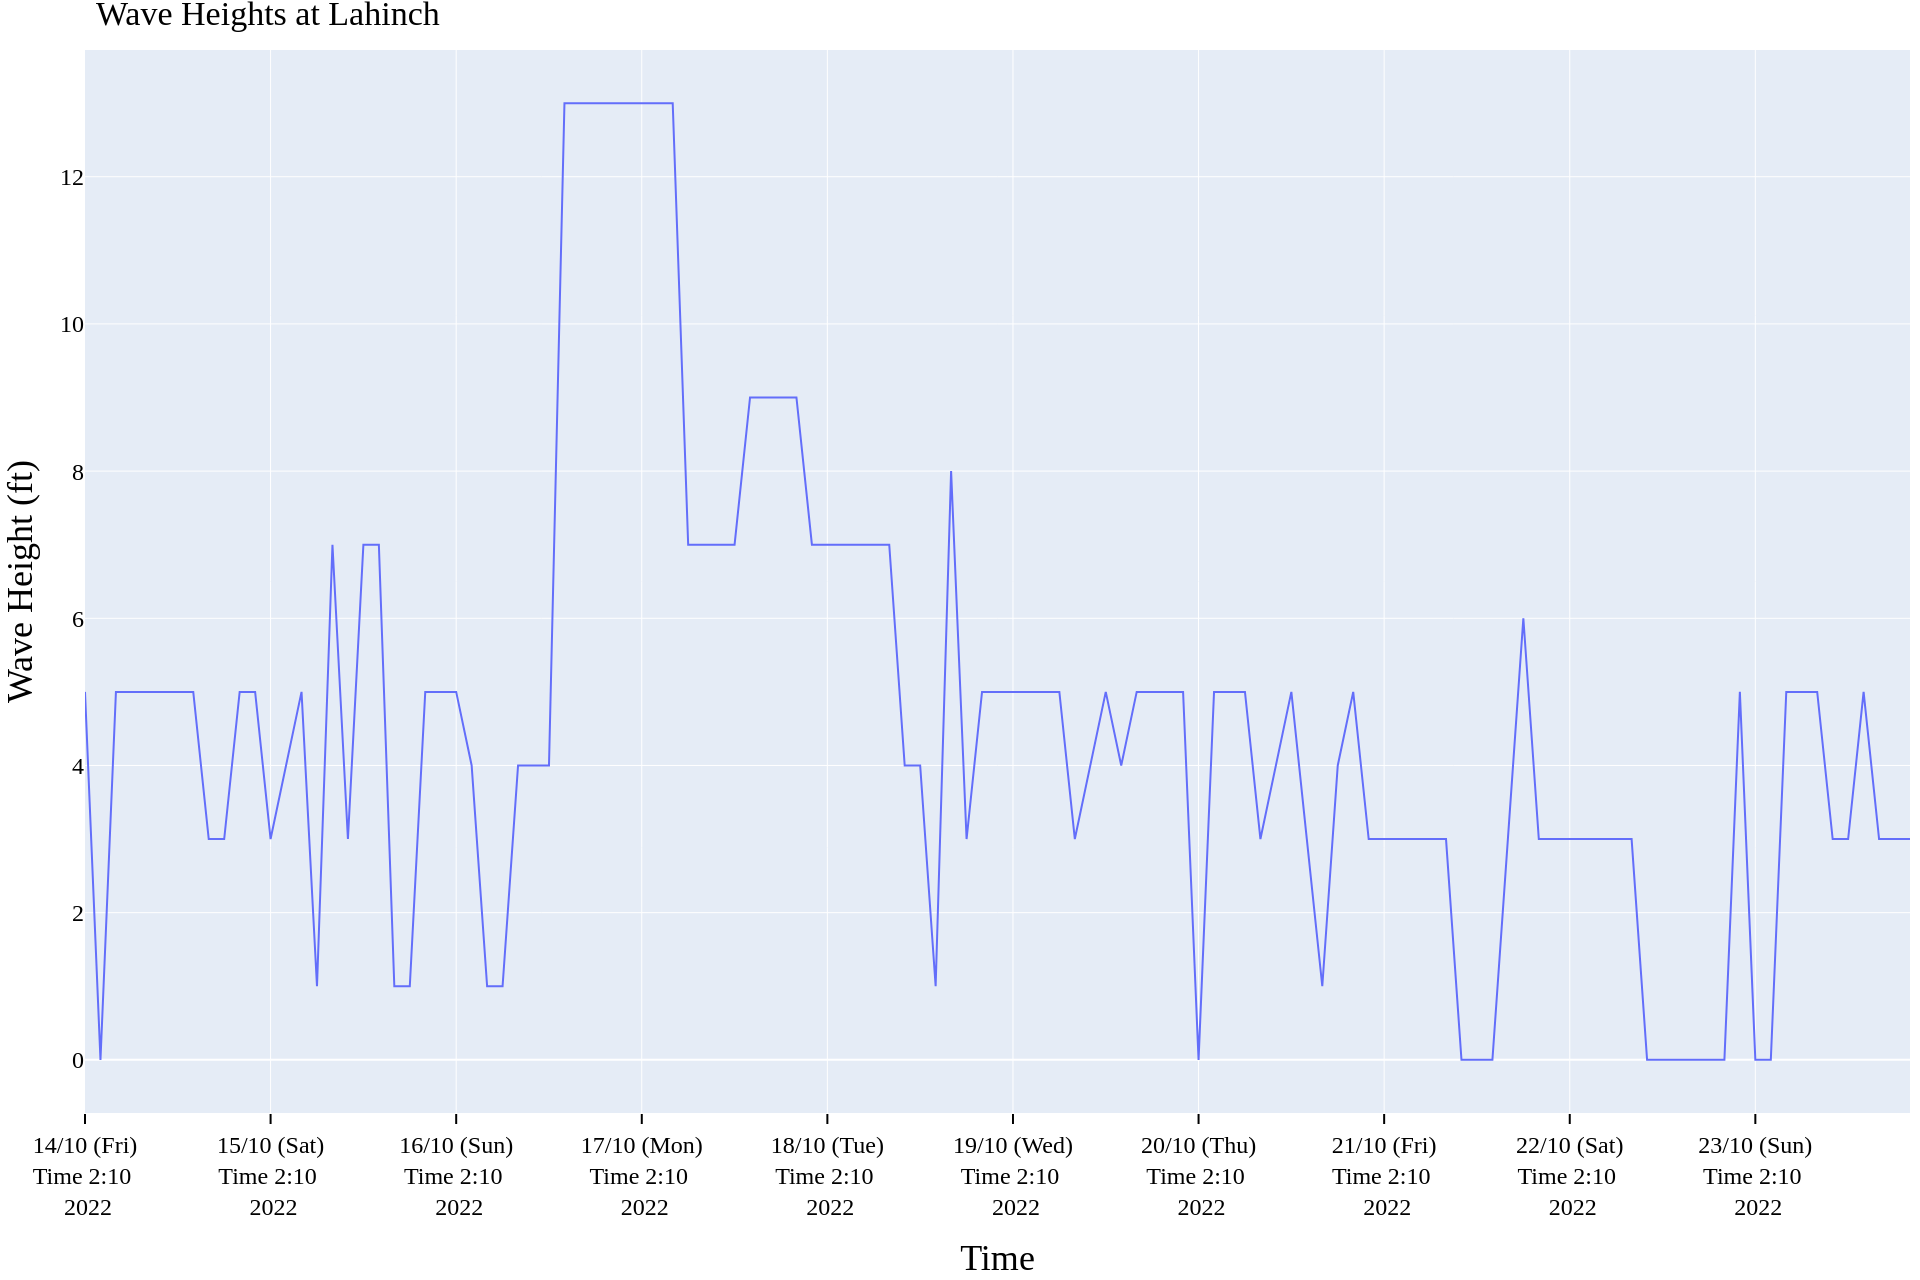 Wave Heights at Lahinch
Wave Height (ft)
12
10
8
6
4
2
0
14/10 (Fri)
Time 2:10
2022
15/10 (Sat)
Time 2:10
2022
16/10 (Sun)
Time 2:10
2022
17/10 (Mon)
Time 2:10
2022
18/10 (Tue)
Time 2:10
2022
19/10 (Wed)
Time 2:10
2022
20/10 (Thu)
Time 2:10
2022
21/10 (Fri)
Time 2:10
2022
22/10 (Sat)
Time 2:10
2022
23/10 (Sun)
Time 2:10
2022
Time